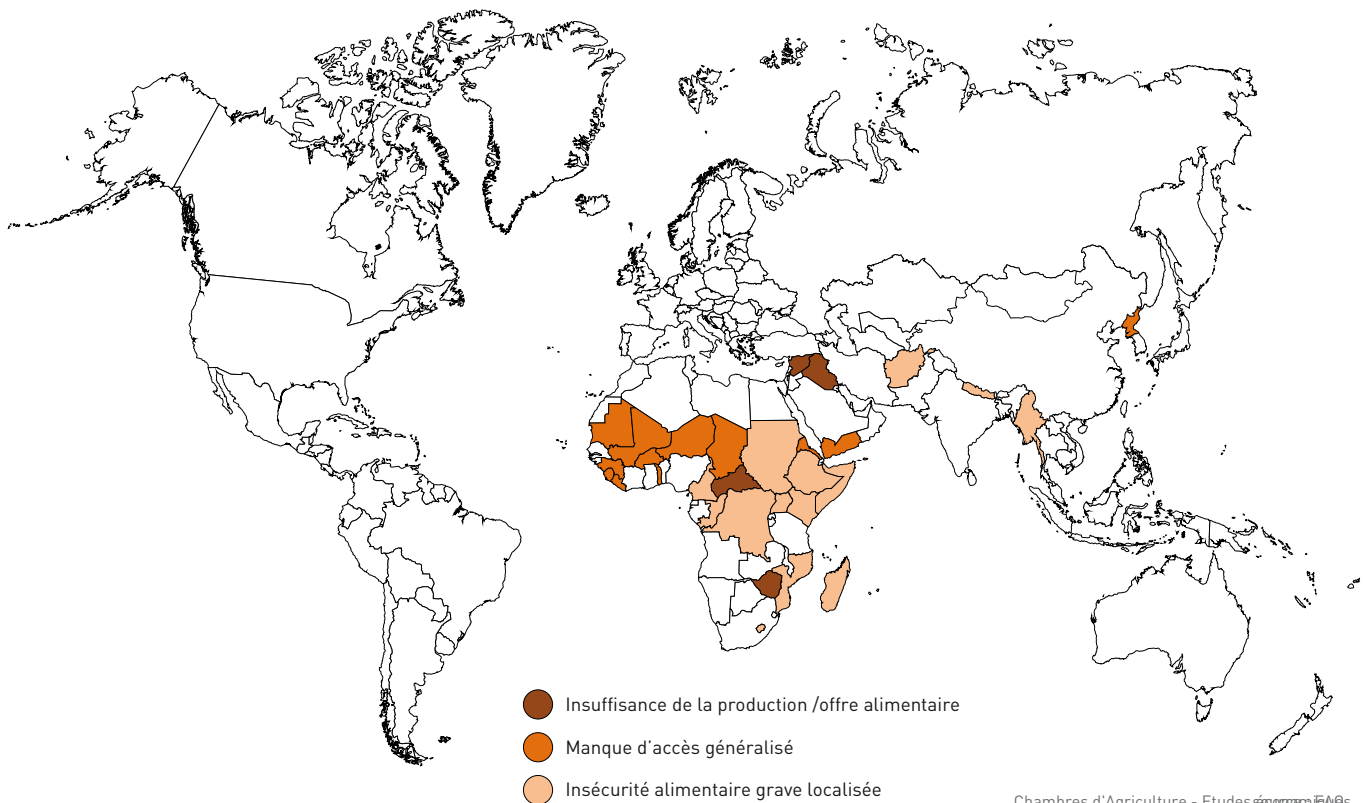 Insuffisance de la production /offre alimentaire
Manque d'accès généralisé
Insécurité alimentaire grave localisée
Chambres d'Agriculture - Etudes